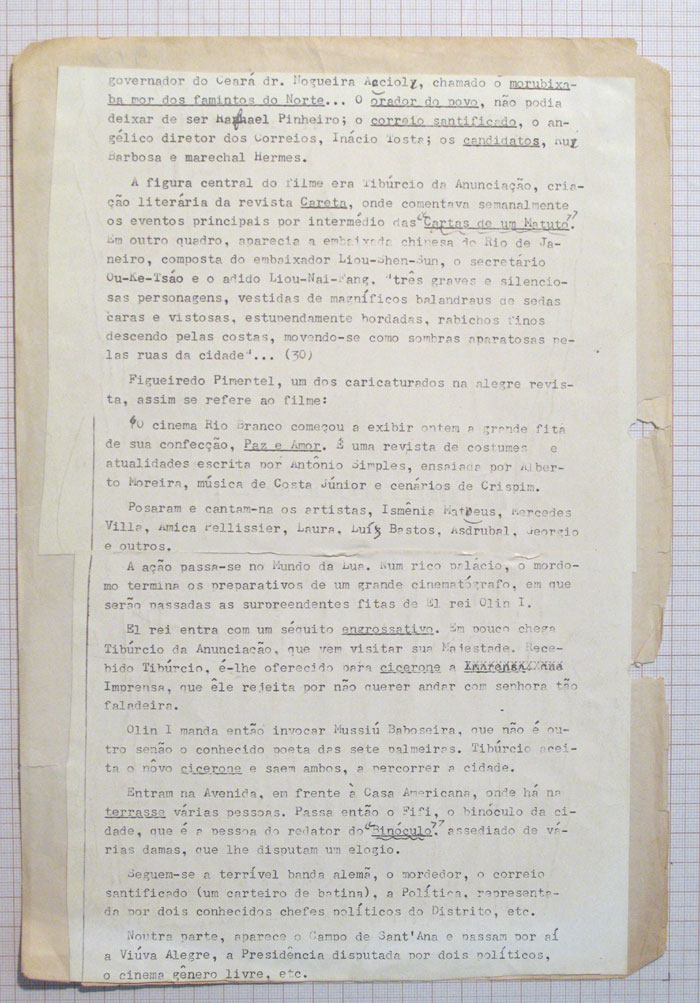 governador do Ceará dr. Nogueira Accioly, chamado o morubixa-
ba mor dos famintos do Norte... O orador do povo, não podia
deixar de ser Raphael Pinheiro; o correio santificado, o an-
gélico diretor dos Correios, Inácio Tosta; os candidatos, Ruy
Barbosa e marechal Hermes.
A figura central do filme era Tibúrcio da Anunciação, cria-
ção literária da revista Careta, onde comentava semanalmente
os eventos principais por intermédio das "Cartas de um Matuto".
Em outro quadro, aparecia a embaixada chinesa do Rio de Ja-
neiro, composta do embaixador Liou-Shen-Sun, o secretário
Ou-Ke-Tsáo e o adido Liou-Nai-Fang. "três graves e silencio-
sas personagens, vestidas de magníficos balandraus de sedas
caras e vistosas, estupendamente bordadas, rabichos finos
descendo pelas costas, movendo-se como sombras aparatosas pe-
las ruas da cidade"... (30)
Figueiredo Pimentel, um dos caricaturados na alegre revis-
ta, assim se refere ao filme:
"O cinema Rio Branco começou a exibir ontem a grande fita
de sua confecção, Paz e Amor. É uma revista de costumes e
atualidades escrita por Antônio Simples, ensaiada por Alber-
to Moreira, música de Costa Júnior e cenários de Crispim.
Posaram e cantam-na os artistas, Ismênia Mateus, Mercedes
Villa, Amica Pellissier, Laura, Luís Bastos, Asdrubal, Georgio
e outros.
A ação passa-se no Mundo da Lua. Num rico palácio, o mordo-
mo termina os preparativos de um grande cinematógrafo, em que
serão passadas as surpreendentes fitas de El rei Olin I.
El rei entra com um séquito engrossativo. Em pouco chega
Tibúrcio da Anunciação, que vem visitar sua Majestade. Rece-
bido Tibúrcio, é-lhe oferecido para cicerone a
Imprensa, que êle rejeita por não querer andar com senhora tão
faladeira.
Olin I manda então invocar Mussiú Baboseira, que não é ou-
tro senão o conhecido poeta das sete palmeiras. Tibúrcio acei-
ta o nôvo cicerone e saem ambos, a percorrer a cidade.
Entram na Avenida, em frente à Casa Americana, onde há na
terrasse várias pessoas. Passa então o Fifi, o binóculo da ci-
dade, que é a pessoa do redator do "Binóculo", assediado de vá-
rias damas, que lhe disputam um elogio.
Seguem-se a terrível banda alemã, o mordedor, o correio
santificado (um carteiro de batina), a Política, representa-
da por dois conhecidos chefes políticos do Distrito, etc.
Noutra parte, aparece o Campo de Sant'Ana e passam por aí
a Viúva Alegre, a Presidência disputada por dois políticos,
o cinema gênero livre, etc.